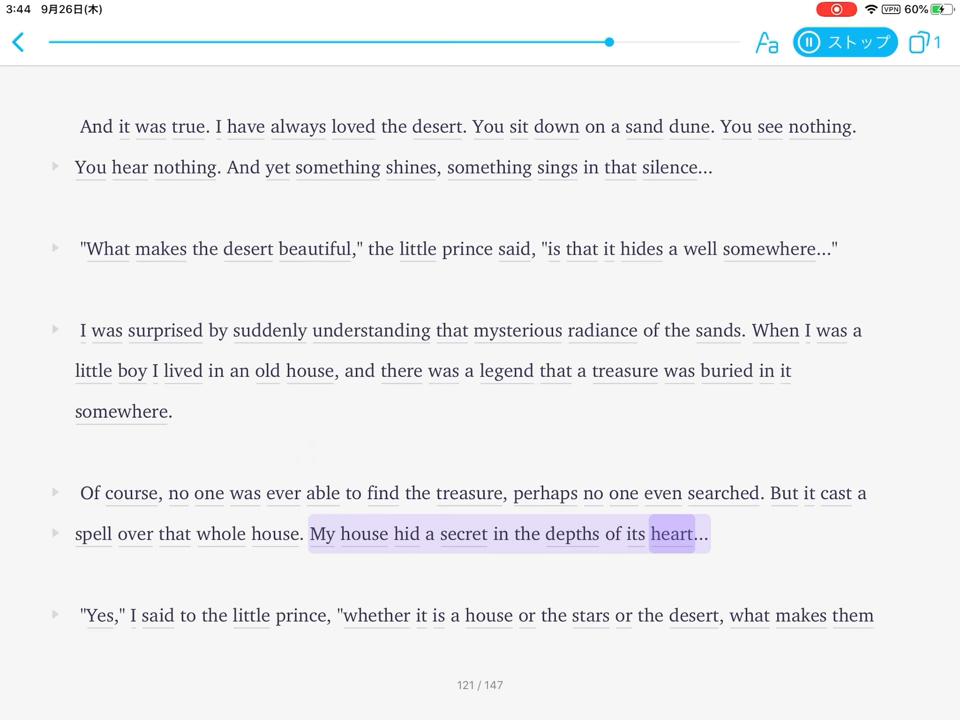 3:44 9月26日(木) VPN 60%
ストップ 1
And it was true. I have always loved the desert. You sit down on a sand dune. You see nothing.
You hear nothing. And yet something shines, something sings in that silence...
"What makes the desert beautiful," the little prince said, "is that it hides a well somewhere..."
I was surprised by suddenly understanding that mysterious radiance of the sands. When I was a
little boy I lived in an old house, and there was a legend that a treasure was buried in it
somewhere.
Of course, no one was ever able to find the treasure, perhaps no one even searched. But it cast a
spell over that whole house. My house hid a secret in the depths of its heart...
"Yes," I said to the little prince, "whether it is a house or the stars or the desert, what makes them
121 / 147